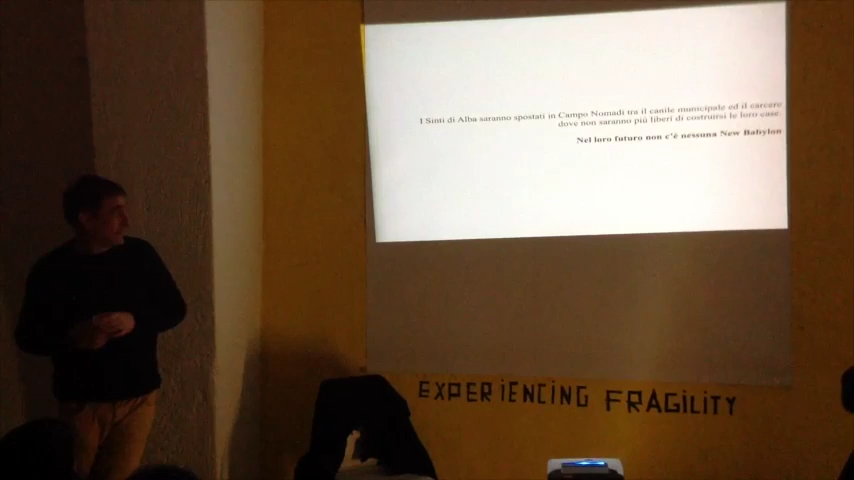 I Sinti di Alba saranno spostati in Campo Nomadi tra il canile municipale ed il carcere
dove non saranno più liberi di costruirsi le loro case.
Nel loro futuro non c'è nessuna New Babylon
EXPERIENCING FRAGILITY